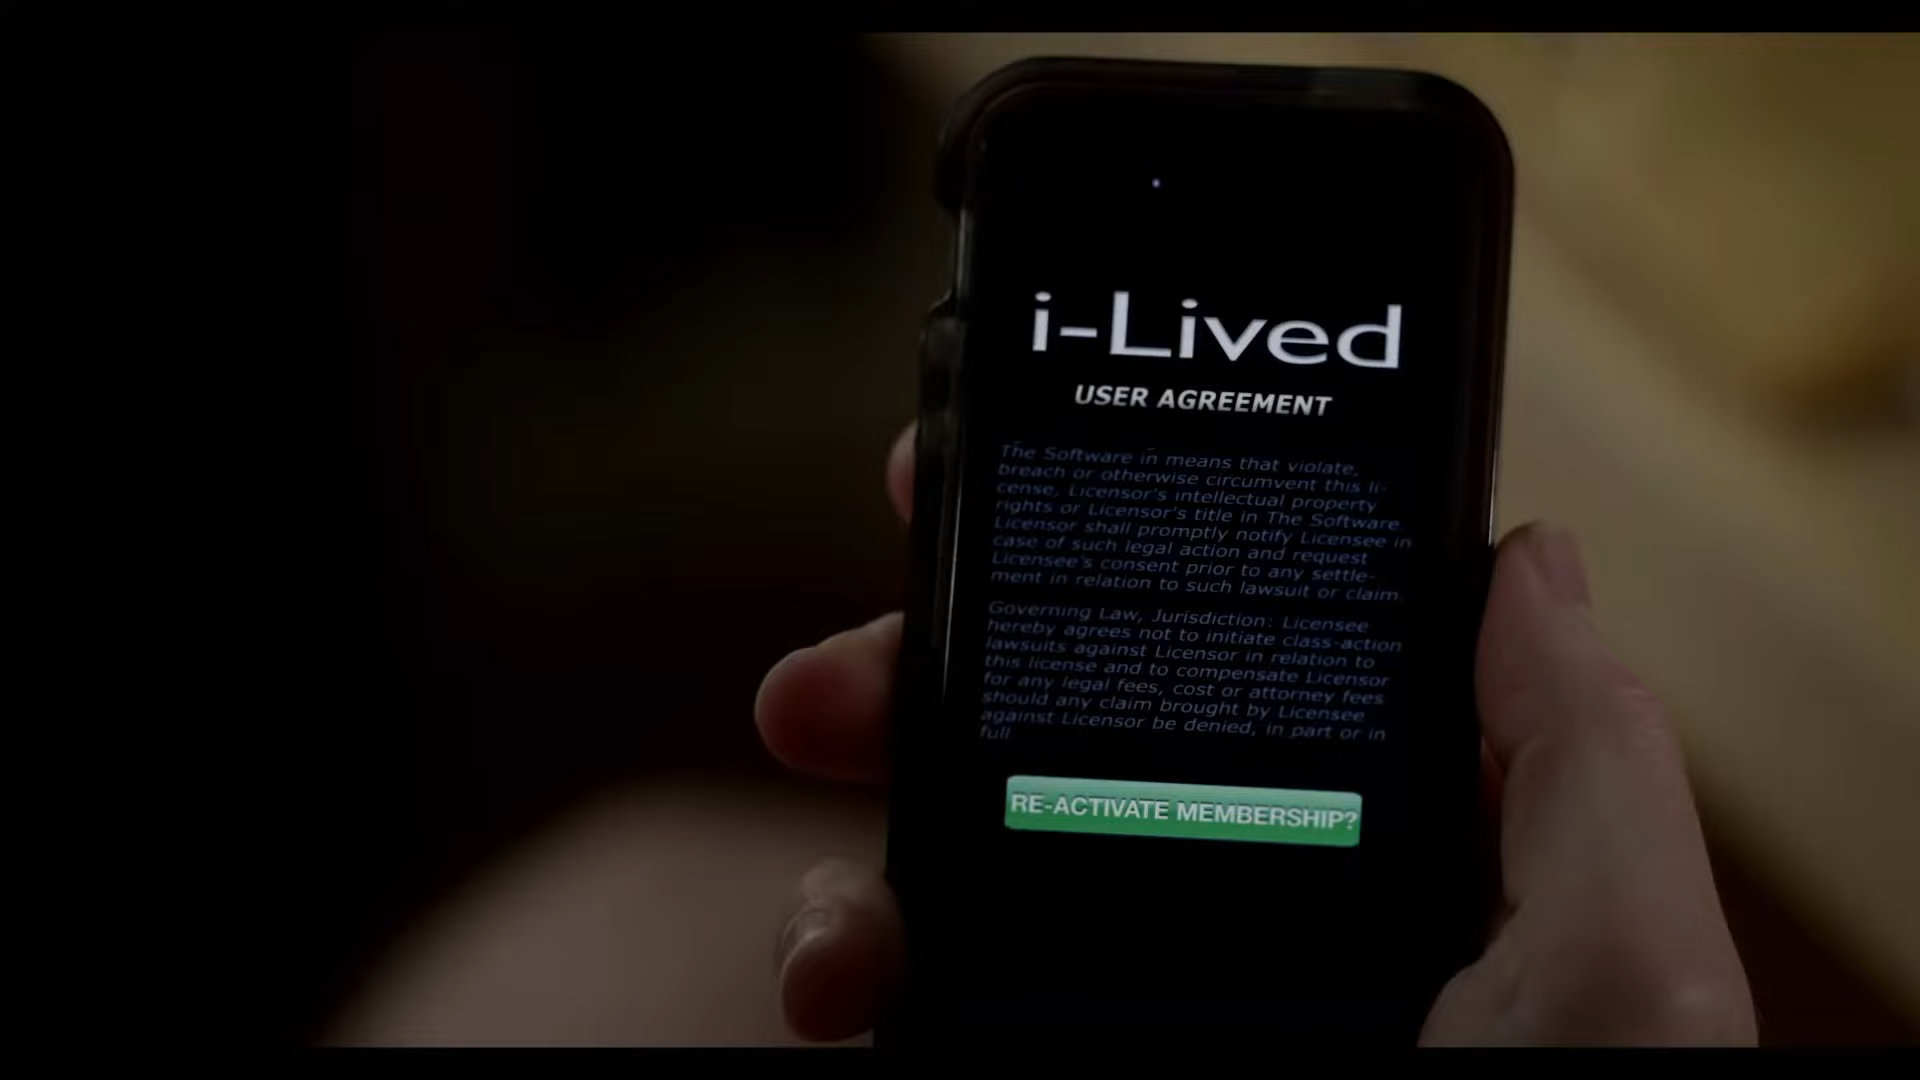 i-Lived
USER AGREEMENT
The Software in means that violate,
breach or otherwise circumvent this li-
cense, Licensor's intellectual property
rights or Licensor's title in The Software.
Licensor shall promptly notify Licensee in
case of such legal action and request
Licensee's consent prior to any settle-
ment in relation to such lawsuit or claim.
Governing Law, Jurisdiction: Licensee
hereby agrees not to initiate class-action
lawsuits against Licensor in relation to
this license and to compensate Licensor
for any legal fees, cost or attorney fees
should any claim brought by Licensee
against Licensor be denied, in part or in
full
RE-ACTIVATE MEMBERSHIP?